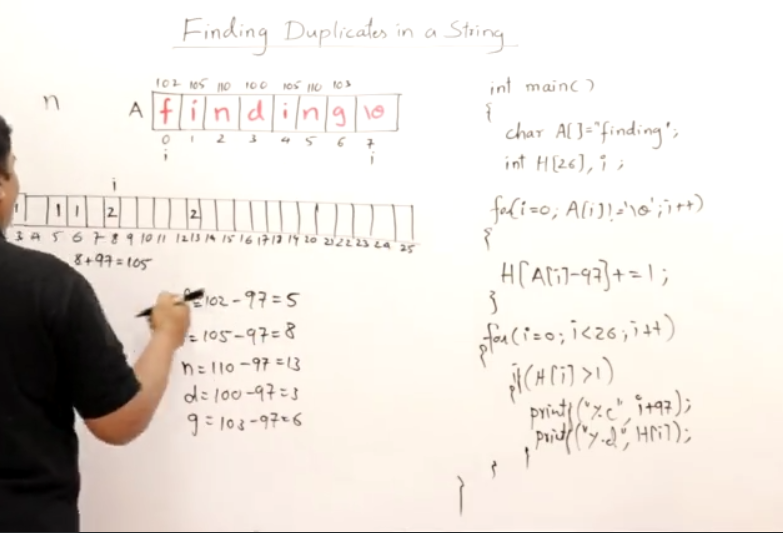 Finding Duplicates in a String
102 105 110 100 105 110 103
n A f i n d i n g \0
0 1 2 3 4 5 6 7
i i
i
1 1 1 2 2
3 4 5 6 7 8 9 10 11 12 13 14 15 16 17 18 19 20 21 22 23 24 25
8+97=105
=102-97=5
=105-97=8
n=110-97=13
d=100-97=3
g=103-97=6
int main()
{
char A[]="finding";
int H[26], i;
for(i=0; A[i]!='\0'; i++)
{
H[A[i]-97]+=1;
}
for(i=0; i<26; i++)
{
if(H[i]>1)
{
printf("%c", i+97);
printf("%d", H[i]);
}
}
}